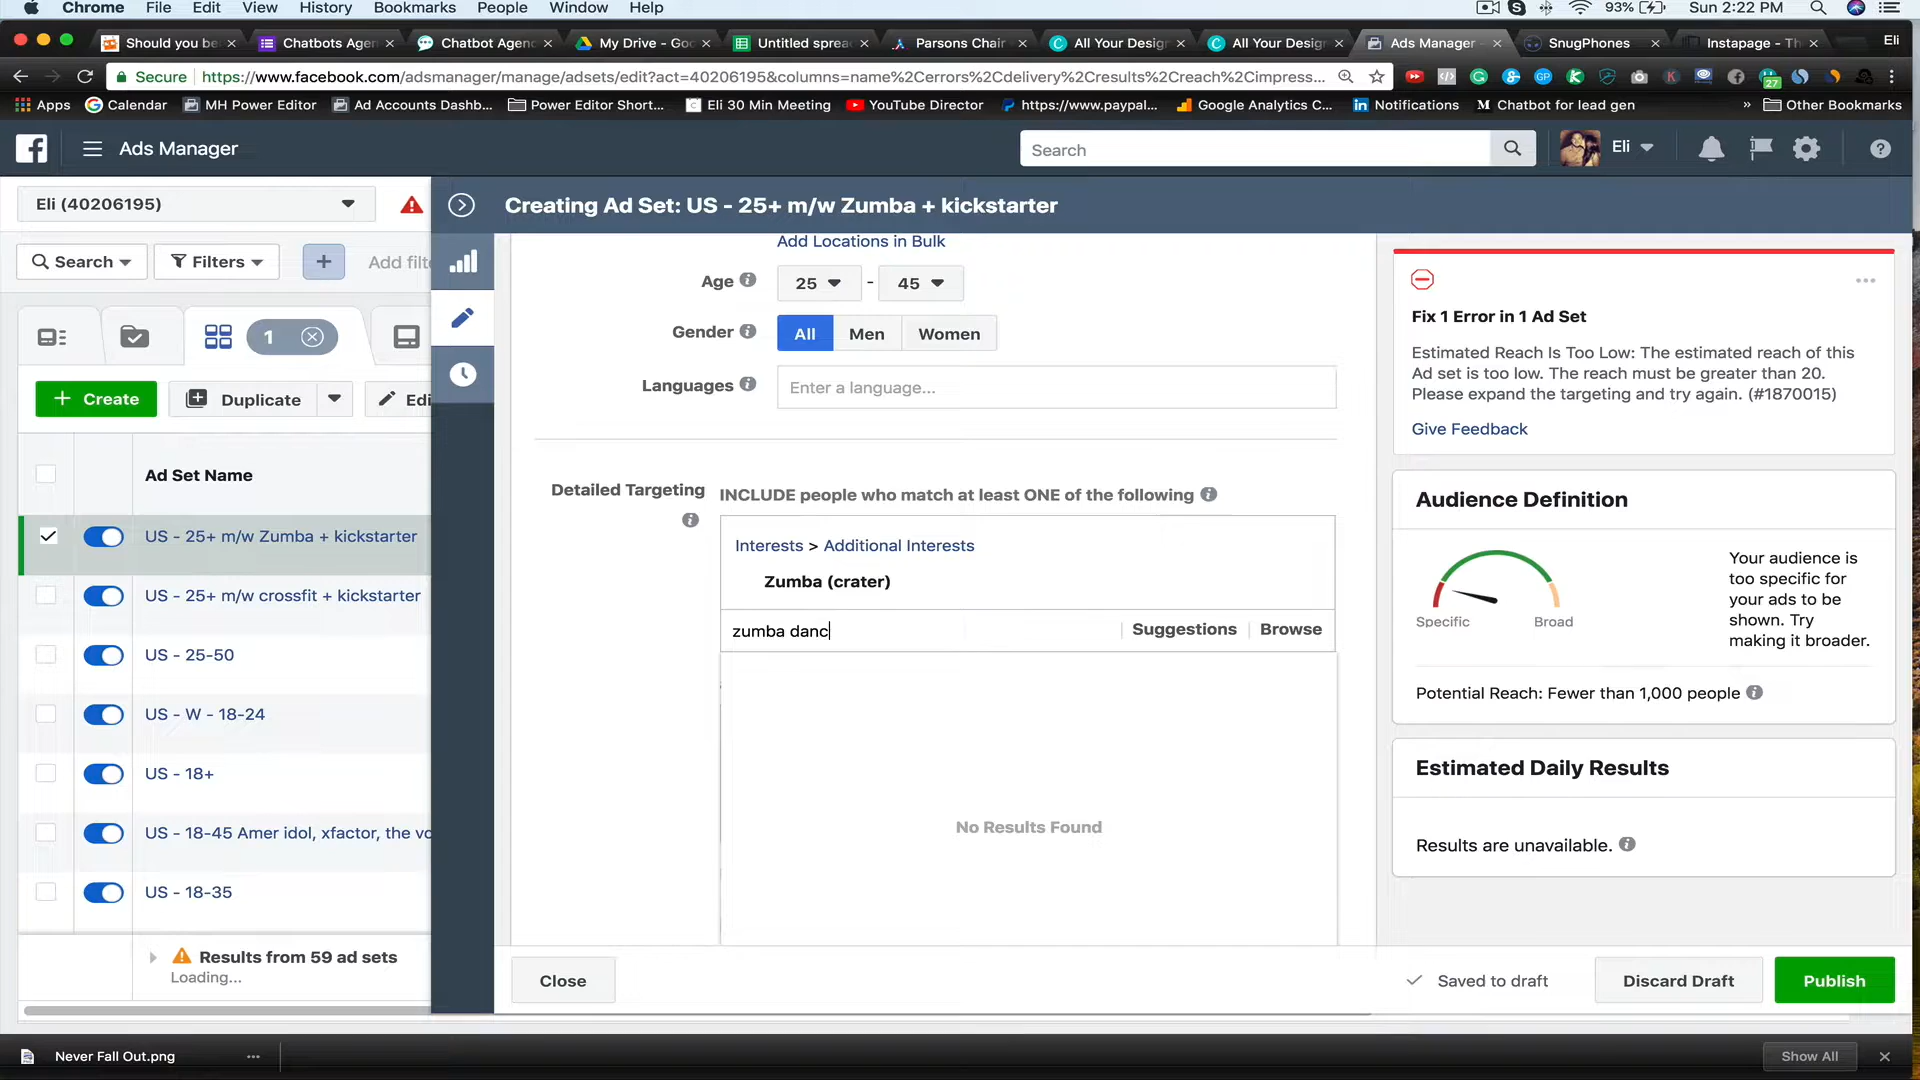 Chrome File Edit View History Bookmarks People Window Help 93% Sun 2:22 PM
Should you be Chatbots Agen Chatbot Agenc My Drive - Goo Untitled sprea Parsons Chair All Your Desig All Your Desig Ads Manager SnugPhones Instapage - Th Eli
Secure https://www.facebook.com/adsmanager/manage/adsets/edit?act=40206195&columns=name%2Cerrors%2Cdelivery%2Cresults%2Creach%2Cimpress... 27
Apps Calendar MH Power Editor Ad Accounts Dashb... Power Editor Short... Eli 30 Min Meeting YouTube Director https://www.paypal... Google Analytics C... Notifications Chatbot for lead gen » Other Bookmarks
Ads Manager Search Eli
Eli (40206195)
Creating Ad Set: US - 25+ m/w Zumba + kickstarter
Search Filters + Add filte
1
+ Create Duplicate Edi
Ad Set Name
US - 25+ m/w Zumba + kickstarter
US - 25+ m/w crossfit + kickstarter
US - 25-50
US - W - 18-24
US - 18+
US - 18-45 Amer idol, xfactor, the vo
US - 18-35
Results from 59 ad sets
Loading...
Add Locations in Bulk
Age 25 - 45
Gender All Men Women
Languages Enter a language...
Detailed Targeting INCLUDE people who match at least ONE of the following
Interests > Additional Interests
Zumba (crater)
zumba danc Suggestions Browse
No Results Found
Close Saved to draft Discard Draft Publish
Fix 1 Error in 1 Ad Set
Estimated Reach Is Too Low: The estimated reach of this
Ad set is too low. The reach must be greater than 20.
Please expand the targeting and try again. (#1870015)
Give Feedback
Audience Definition
Specific Broad
Your audience is
too specific for
your ads to be
shown. Try
making it broader.
Potential Reach: Fewer than 1,000 people
Estimated Daily Results
Results are unavailable.
Never Fall Out.png Show All